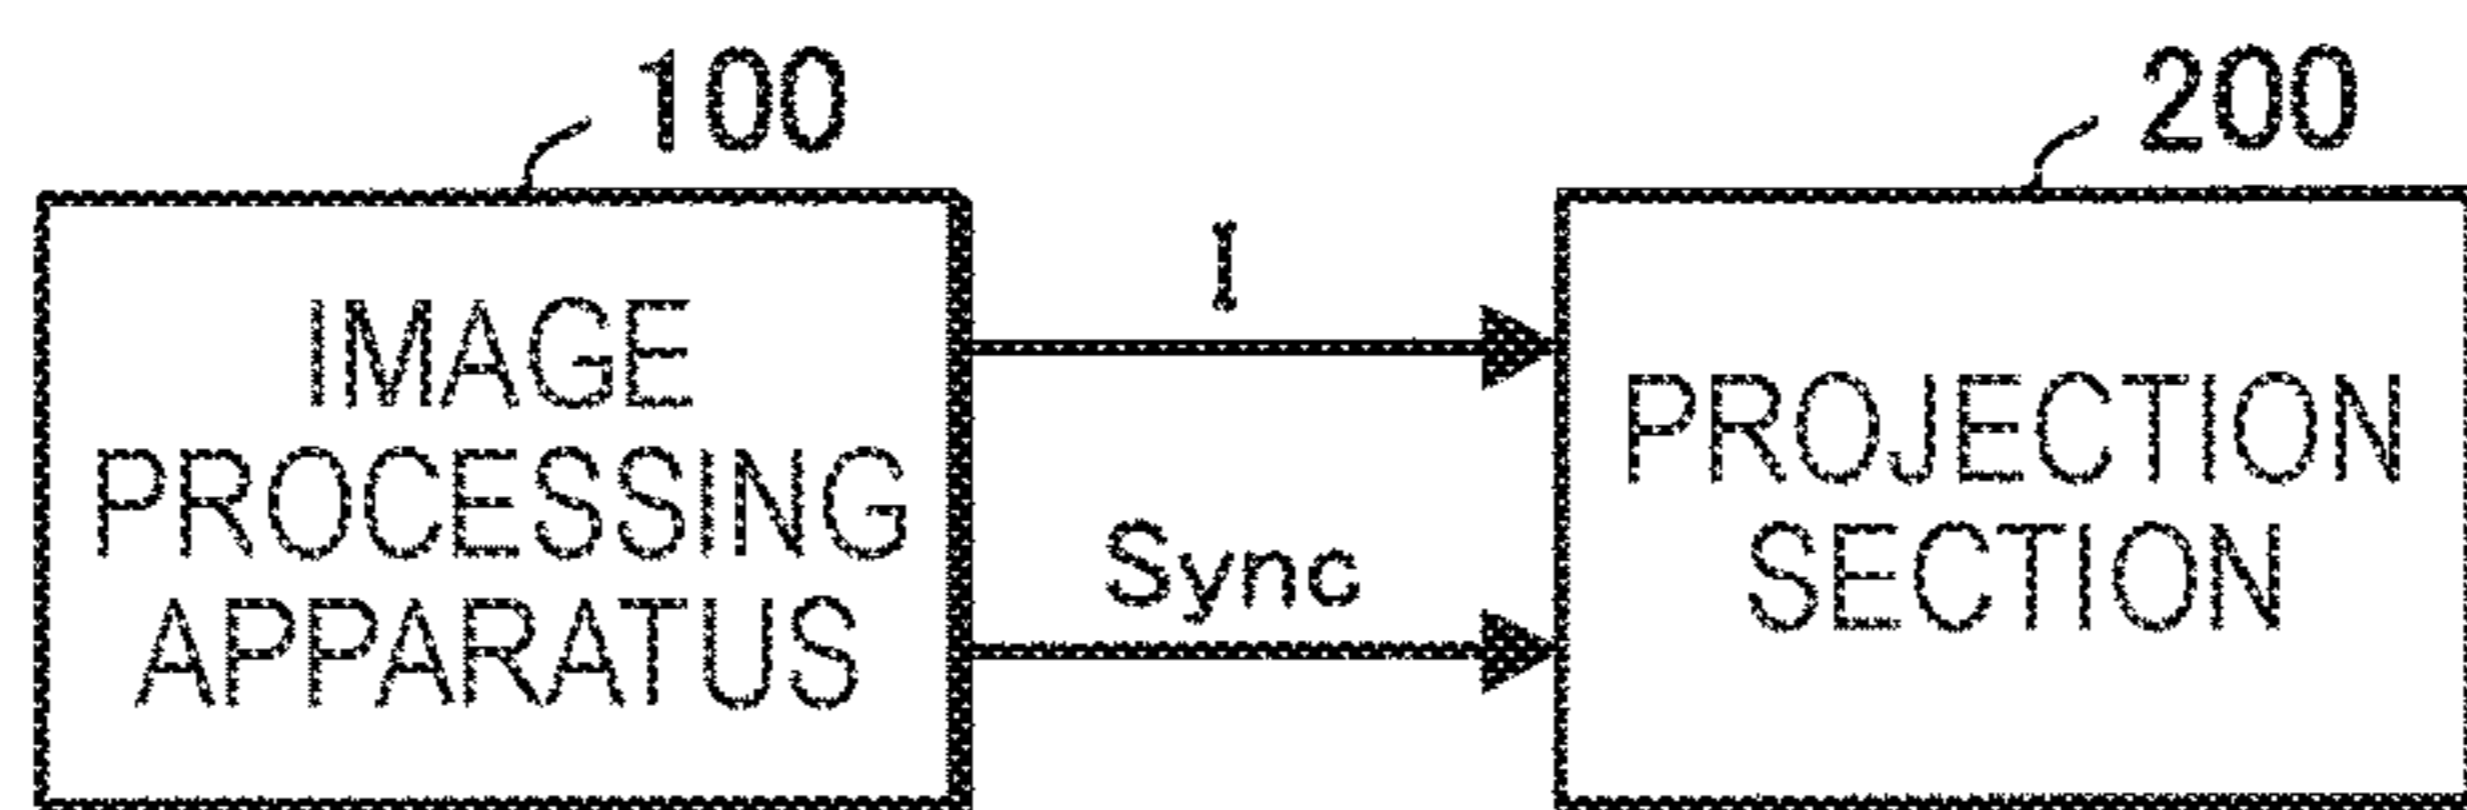 100
200
IMAGE
PROCESSING
APPARATUS
I
Sync
PROJECTION
SECTION